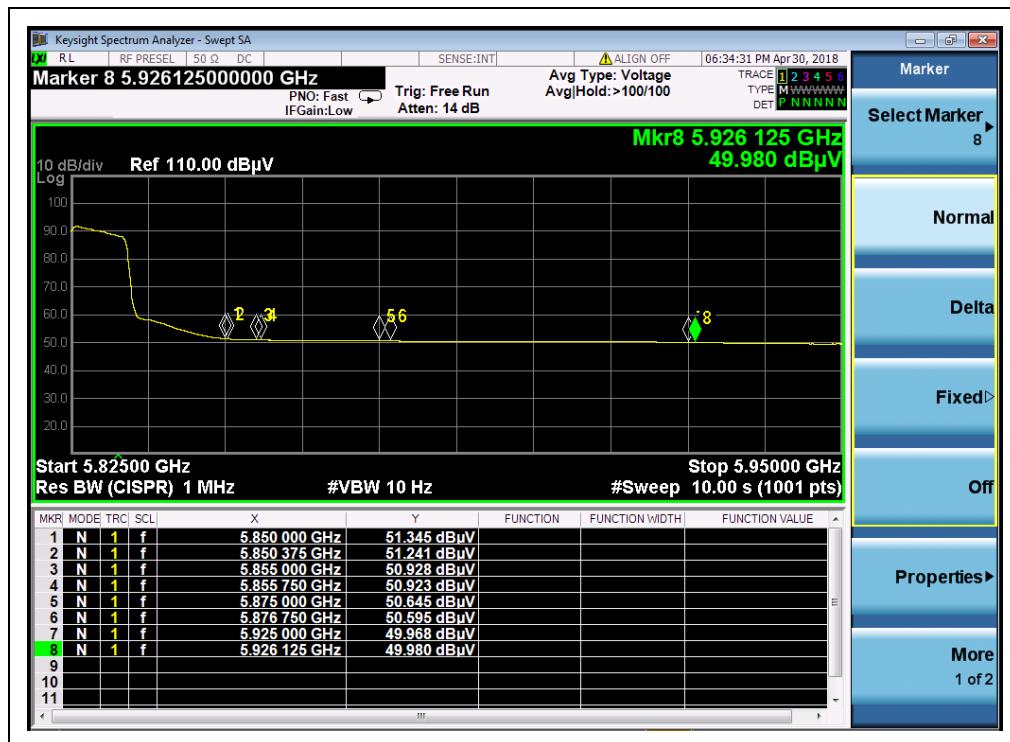 Keysight Spectrum Analyzer - Swept SA
LXI RL RF PRESEL 50 Ω DC SENSE:INT ALIGN OFF 06:34:31 PM Apr 30, 2018
Marker 8 5.926125000000 GHz
PNO: Fast
IFGain:Low
Trig: Free Run
Atten: 14 dB
Avg Type: Voltage
Avg|Hold:>100/100
TRACE 1 2 3 4 5 6
TYPE M WWWWW
DET P N N N N N
Mkr8 5.926 125 GHz
49.980 dBµV
10 dB/div Ref 110.00 dBµV
Log
100
90.0
80.0
70.0
60.0
50.0
40.0
30.0
20.0
1 2 3 4 5 6 8
Start 5.82500 GHz Stop 5.95000 GHz
Res BW (CISPR) 1 MHz #VBW 10 Hz #Sweep 10.00 s (1001 pts)
MKR MODE TRC SCL X Y FUNCTION FUNCTION WIDTH FUNCTION VALUE
1 N 1 f 5.850 000 GHz 51.345 dBµV
2 N 1 f 5.850 375 GHz 51.241 dBµV
3 N 1 f 5.855 000 GHz 50.928 dBµV
4 N 1 f 5.855 750 GHz 50.923 dBµV
5 N 1 f 5.875 000 GHz 50.645 dBµV
6 N 1 f 5.876 750 GHz 50.595 dBµV
7 N 1 f 5.925 000 GHz 49.968 dBµV
8 N 1 f 5.926 125 GHz 49.980 dBµV
9
10
11
Marker
Select Marker
8
Normal
Delta
Fixed
Off
Properties
More
1 of 2